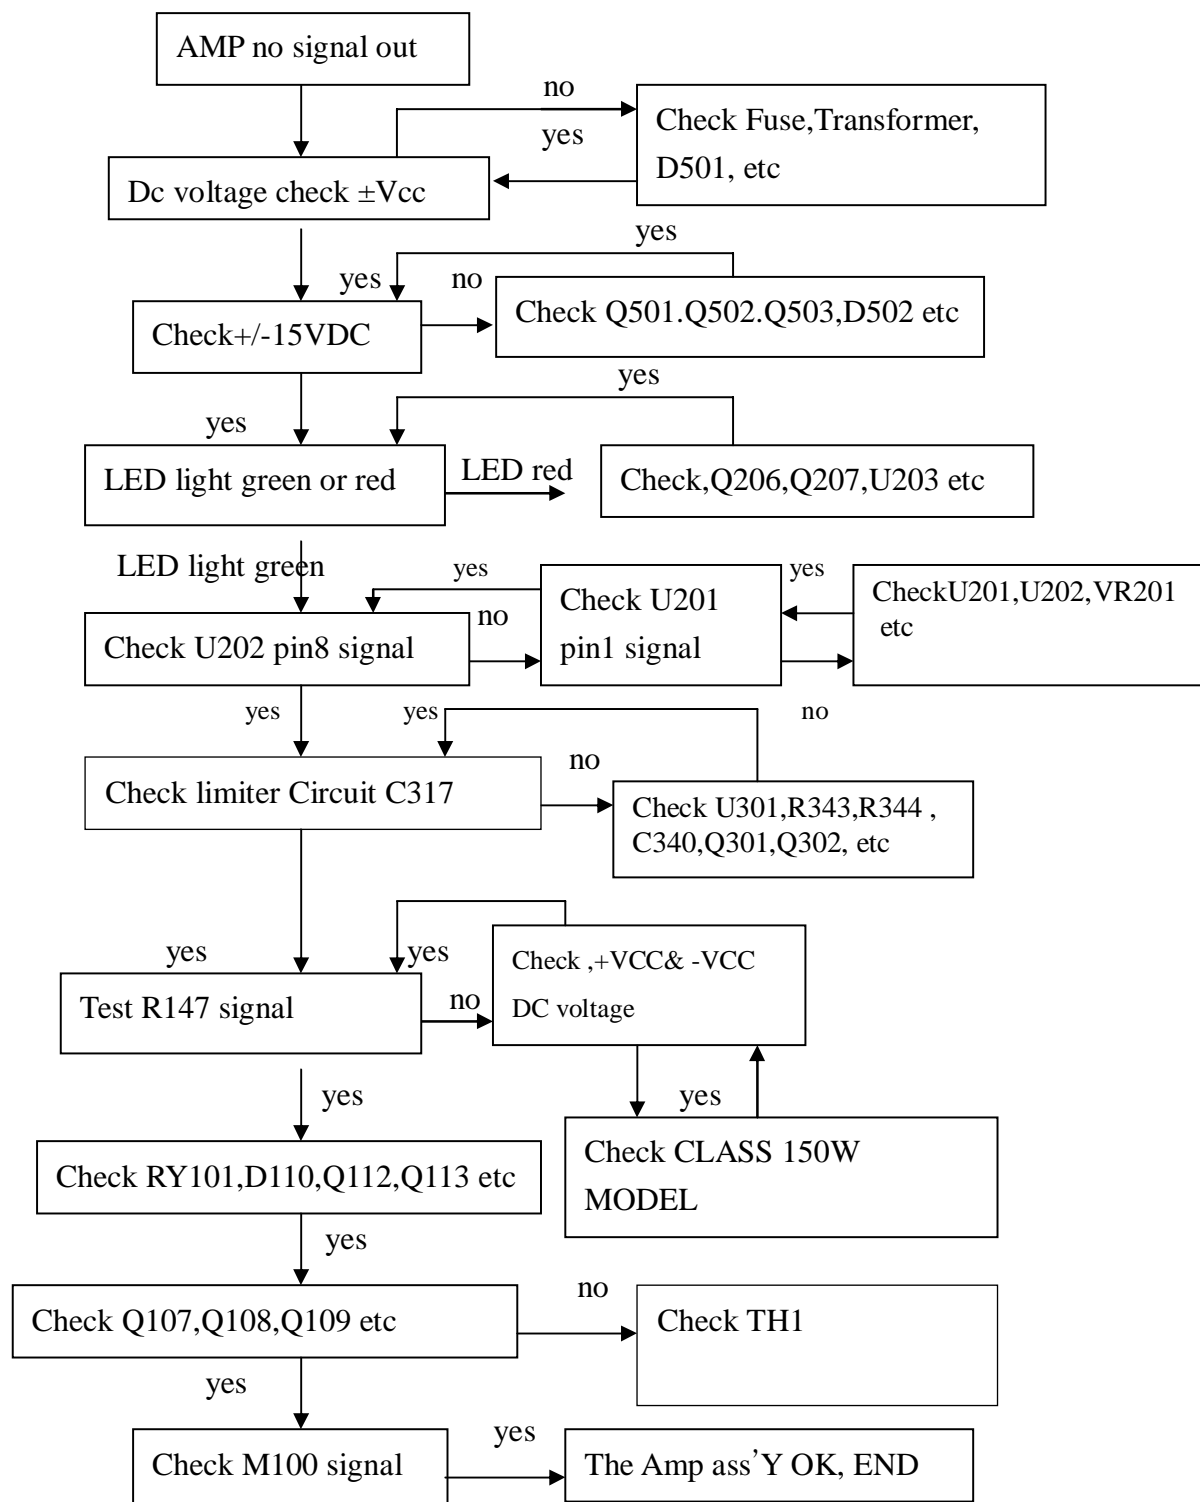 AMP no signal out
no
Check Fuse,Transformer,
D501, etc
yes
Dc voltage check ±Vcc
yes
yes
no
Check Q501.Q502.Q503,D502 etc
Check+/-15VDC
yes
yes
LED light green or red
LED red
Check,Q206,Q207,U203 etc
LED light green
yes
yes
Check U201
pin1 signal
CheckU201,U202,VR201
etc
no
Check U202 pin8 signal
yes
yes
no
no
Check limiter Circuit C317
Check U301,R343,R344 ,
C340,Q301,Q302, etc
yes
yes
Check ,+VCC& -VCC
DC voltage
no
Test R147 signal
yes
yes
Check CLASS 150W
MODEL
Check RY101,D110,Q112,Q113 etc
yes
no
Check Q107,Q108,Q109 etc
Check TH1
yes
yes
Check M100 signal
The Amp ass’Y OK, END